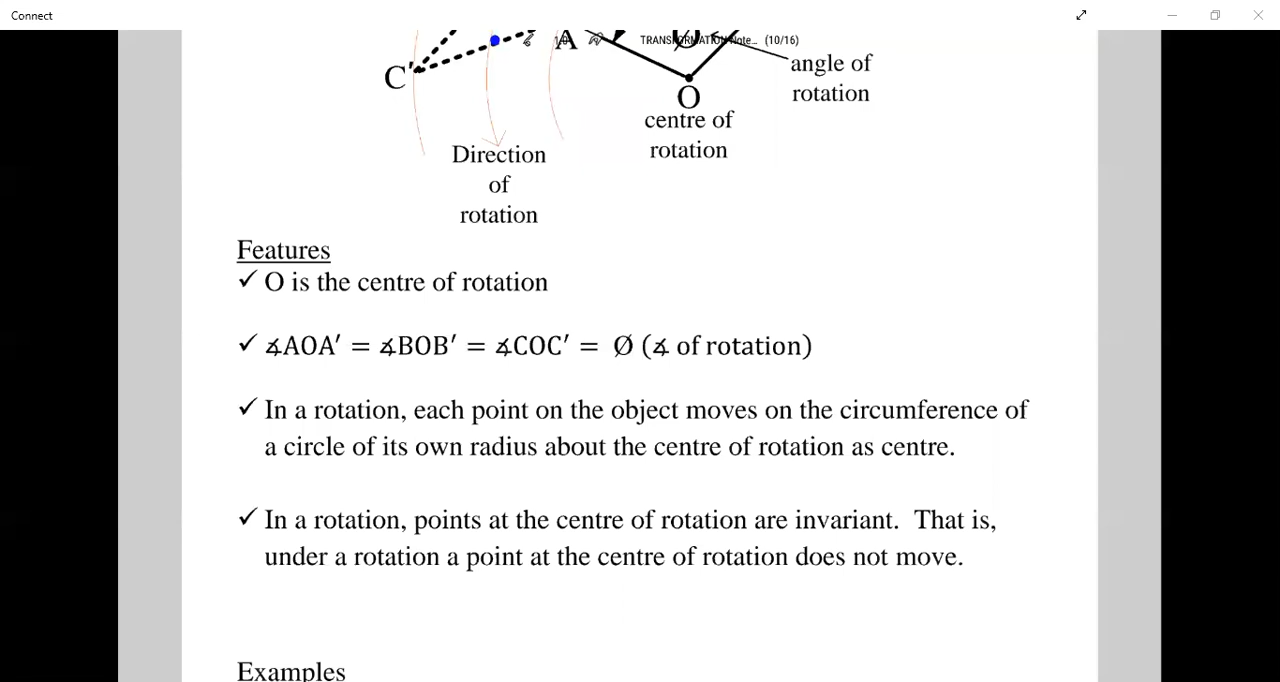 Connect
TRANSFORMATION Note... (10/16)
A
Ø
C'
angle of
rotation
O
centre of
rotation
Direction
of
rotation
Features
✓ O is the centre of rotation
✓ ∡AOA′ = ∡BOB′ = ∡COC′ = Ø (∡ of rotation)
✓ In a rotation, each point on the object moves on the circumference of
a circle of its own radius about the centre of rotation as centre.
✓ In a rotation, points at the centre of rotation are invariant. That is,
under a rotation a point at the centre of rotation does not move.
Examples